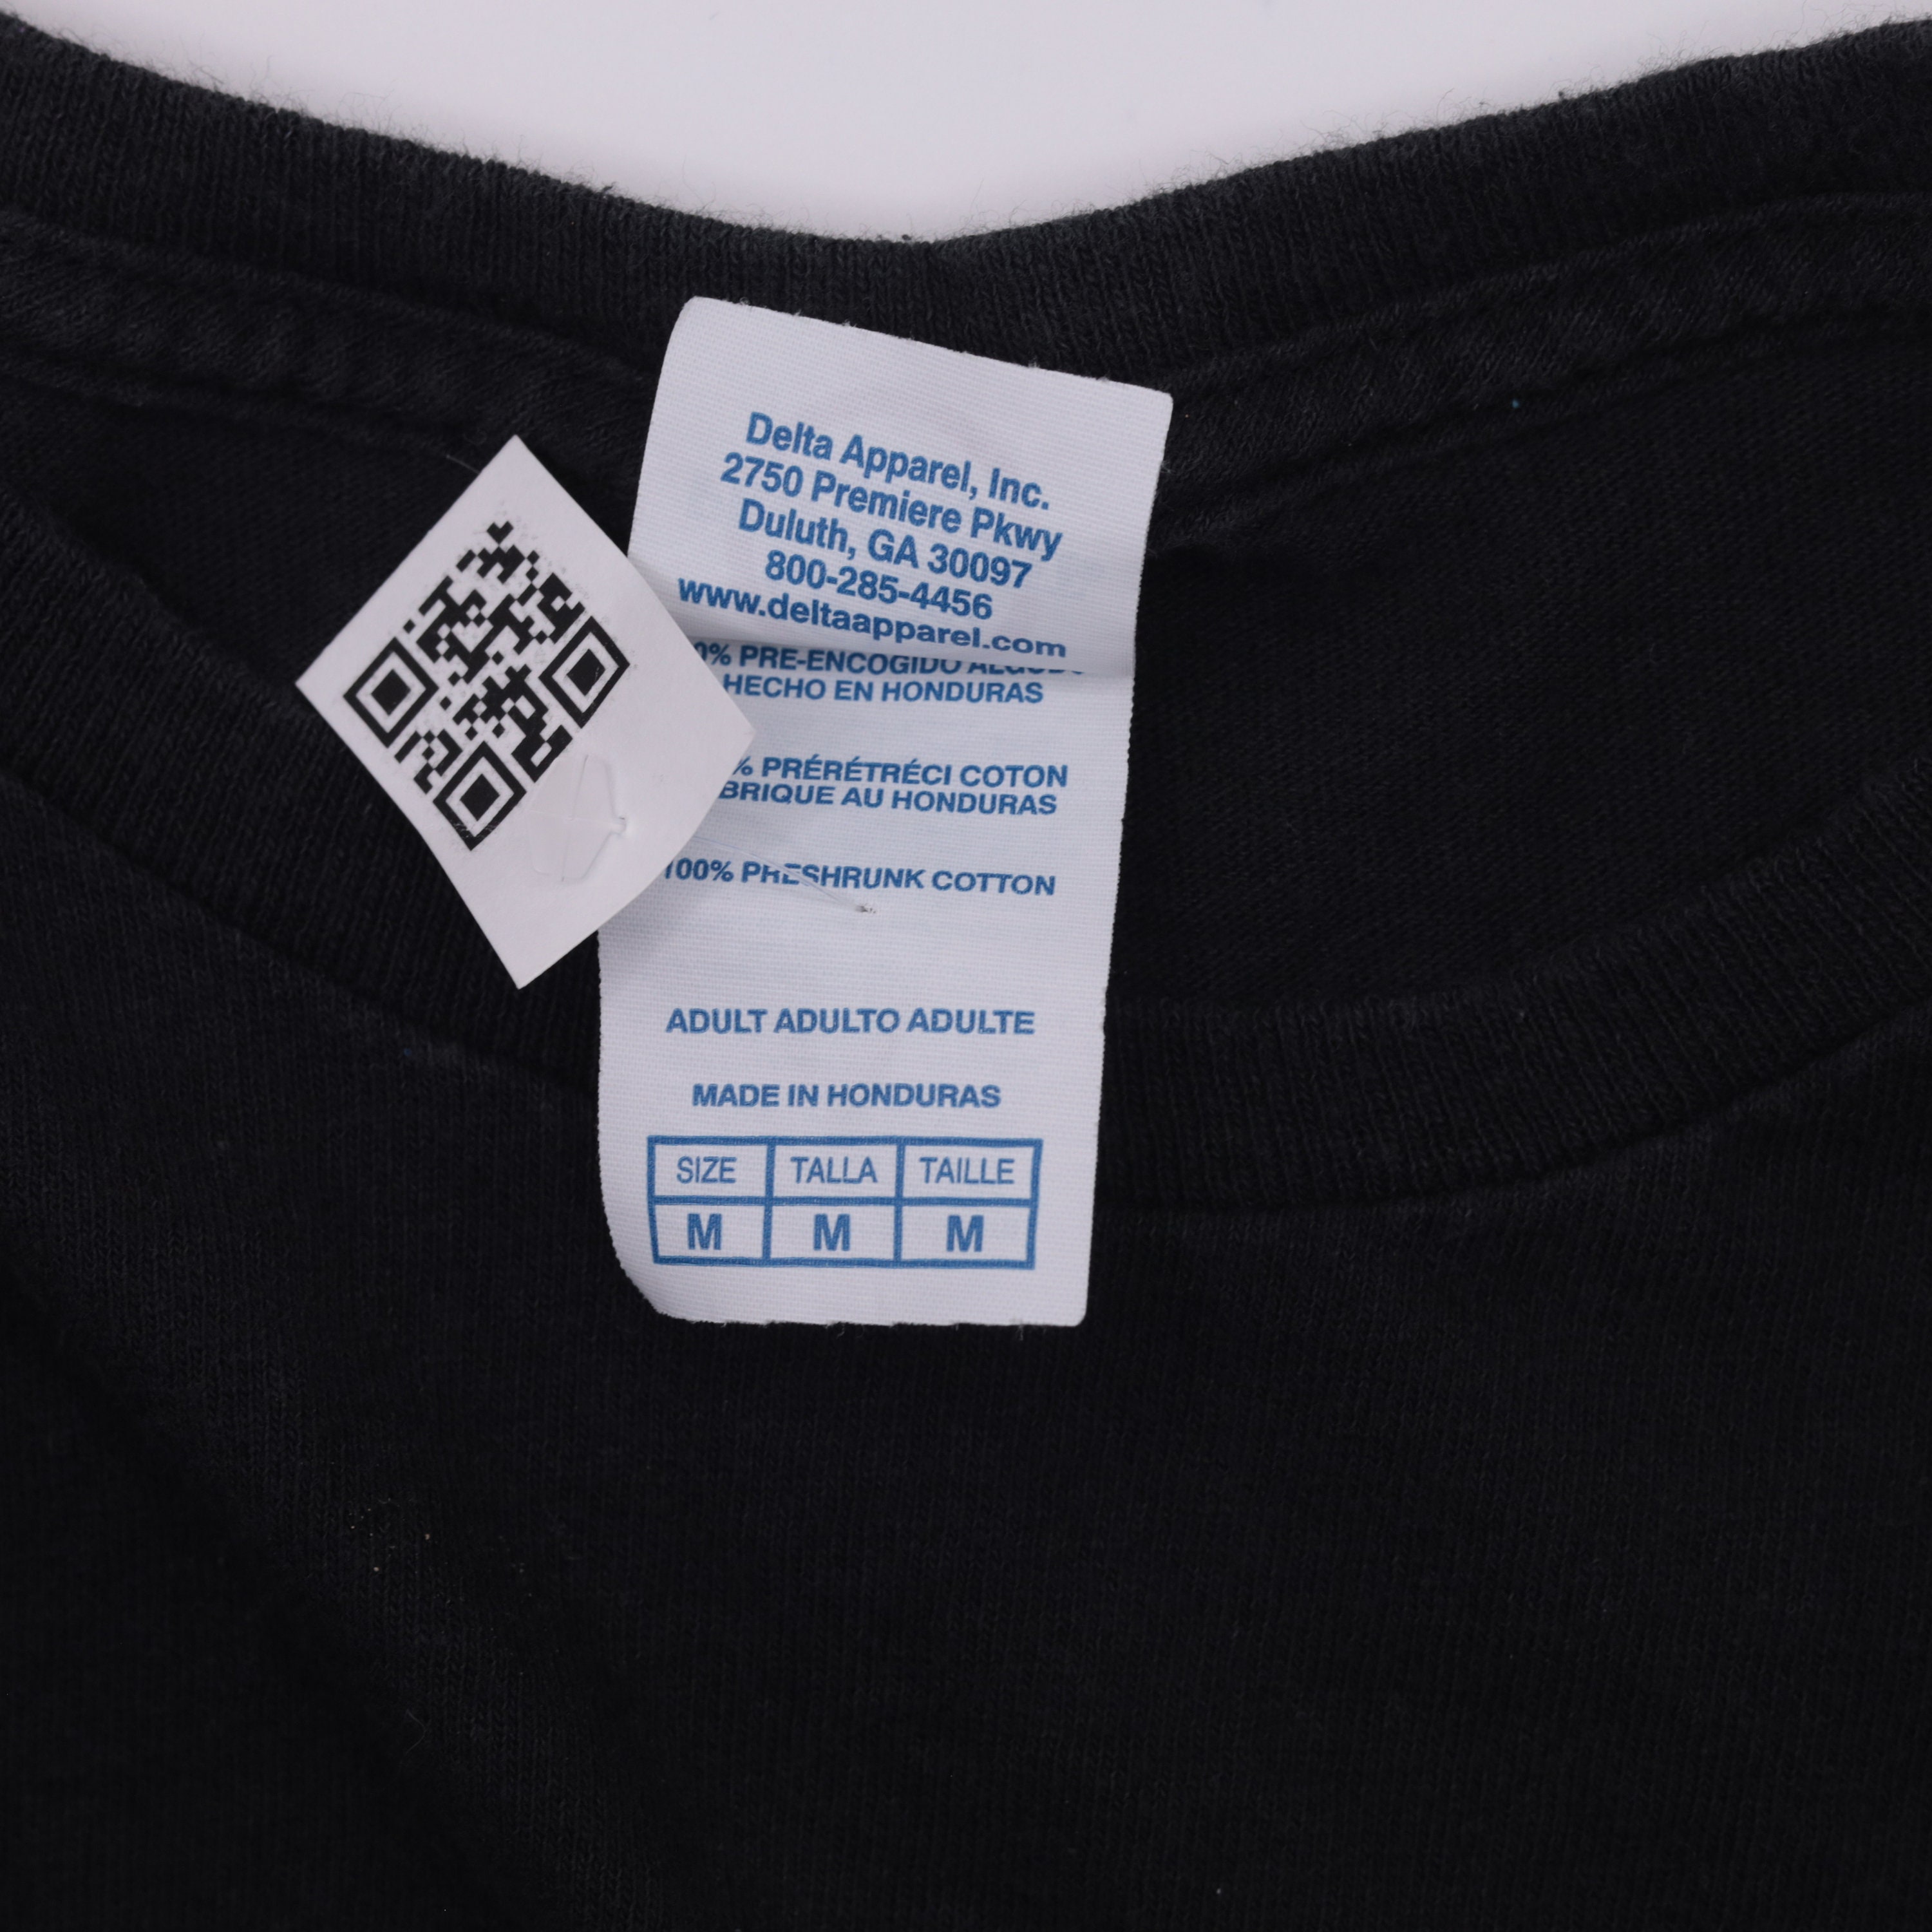 Delta Apparel, Inc.
2750 Premiere Pkwy
Duluth, GA 30097
800-285-4456
www.deltaapparel.com
0% PRE-ENCOGIDO
HECHO EN HONDURAS
% PRÉRÉTRÉCI COTON
BRIQUE AU HONDURAS
100% PRESHRUNK COTTON
ADULT ADULTO ADULTE
MADE IN HONDURAS
SIZE TALLA TAILLE
M M M